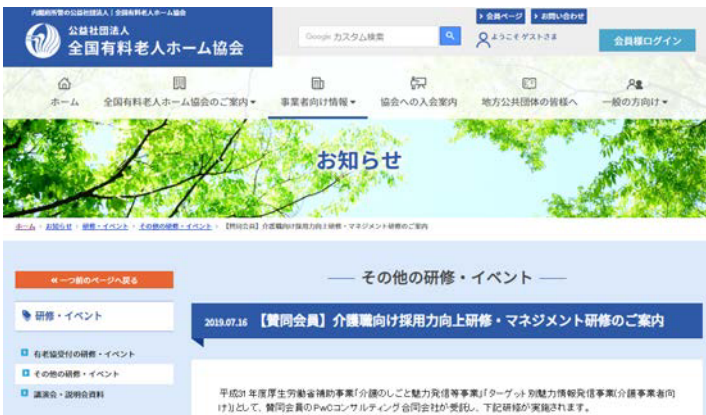 内閣府所管の公益社団法人｜全国有料老人ホーム協会
公益社団法人
全国有料老人ホーム協会
Google カスタム検索
会員ページ
お問い合わせ
ようこそ ゲストさま
会員様ログイン
ホーム
全国有料老人ホーム協会のご案内▼
事業者向け情報▼
協会への入会案内
地方公共団体の皆様へ
一般の方向け▼
お知らせ
ホーム > お知らせ > 研修・イベント > その他の研修・イベント > 【賛同会員】介護職向け採用力向上研修・マネジメント研修のご案内
≪一つ前のページへ戻る
研修・イベント
有老協受付の研修・イベント
その他の研修・イベント
講演会・説明会資料
その他の研修・イベント
2019.07.16 【賛同会員】介護職向け採用力向上研修・マネジメント研修のご案内
平成31年度厚生労働省補助事業「介護のしごと魅力発信等事業」「ターゲット別魅力情報発信事業(介護事業者向
け)」として、賛同会員のPwCコンサルティング合同会社が受託し、下記研修が実施されます。